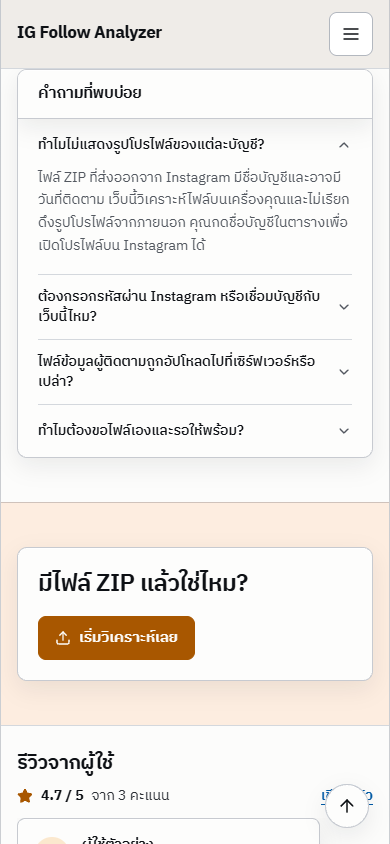 IG Follow Analyzer
คำถามที่พบบ่อย
ทำไมไม่แสดงรูปโปรไฟล์ของแต่ละบัญชี?
ไฟล์ ZIP ที่ส่งออกจาก Instagram มีชื่อบัญชีและอาจมี
วันที่ติดตาม เว็บนี้วิเคราะห์ไฟล์บนเครื่องคุณและไม่เรียก
ดึงรูปโปรไฟล์จากภายนอก คุณกดชื่อบัญชีในตารางเพื่อ
เปิดโปรไฟล์บน Instagram ได้
ต้องกรอกรหัสผ่าน Instagram หรือเชื่อมบัญชีกับ
เว็บนี้ไหม?
ไฟล์ข้อมูลผู้ติดตามถูกอัปโหลดไปที่เซิร์ฟเวอร์หรือ
เปล่า?
ทำไมต้องขอไฟล์เองและรอให้พร้อม?
มีไฟล์ ZIP แล้วใช่ไหม?
เริ่มวิเคราะห์เลย
รีวิวจากผู้ใช้
4.7 / 5 จาก 3 คะแนน